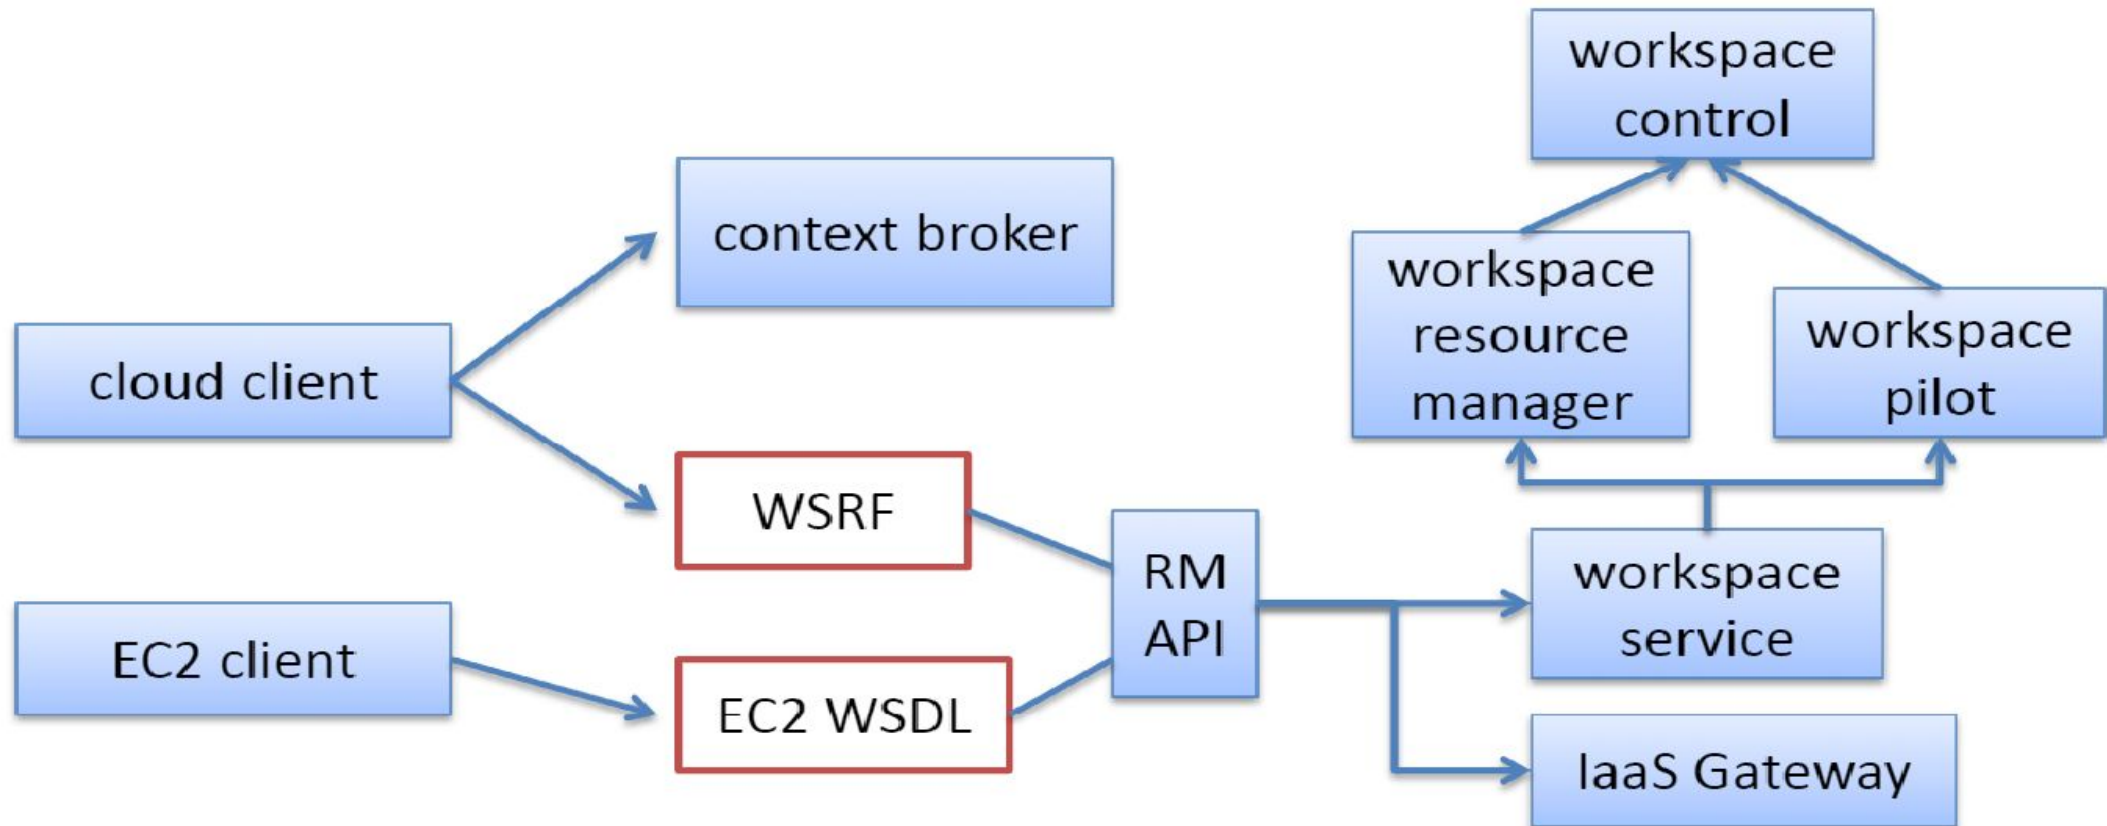 workspace
control
context broker
workspace
resource
manager
workspace
pilot
cloud client
WSRF
RM
API
workspace
service
EC2 client
EC2 WSDL
IaaS Gateway